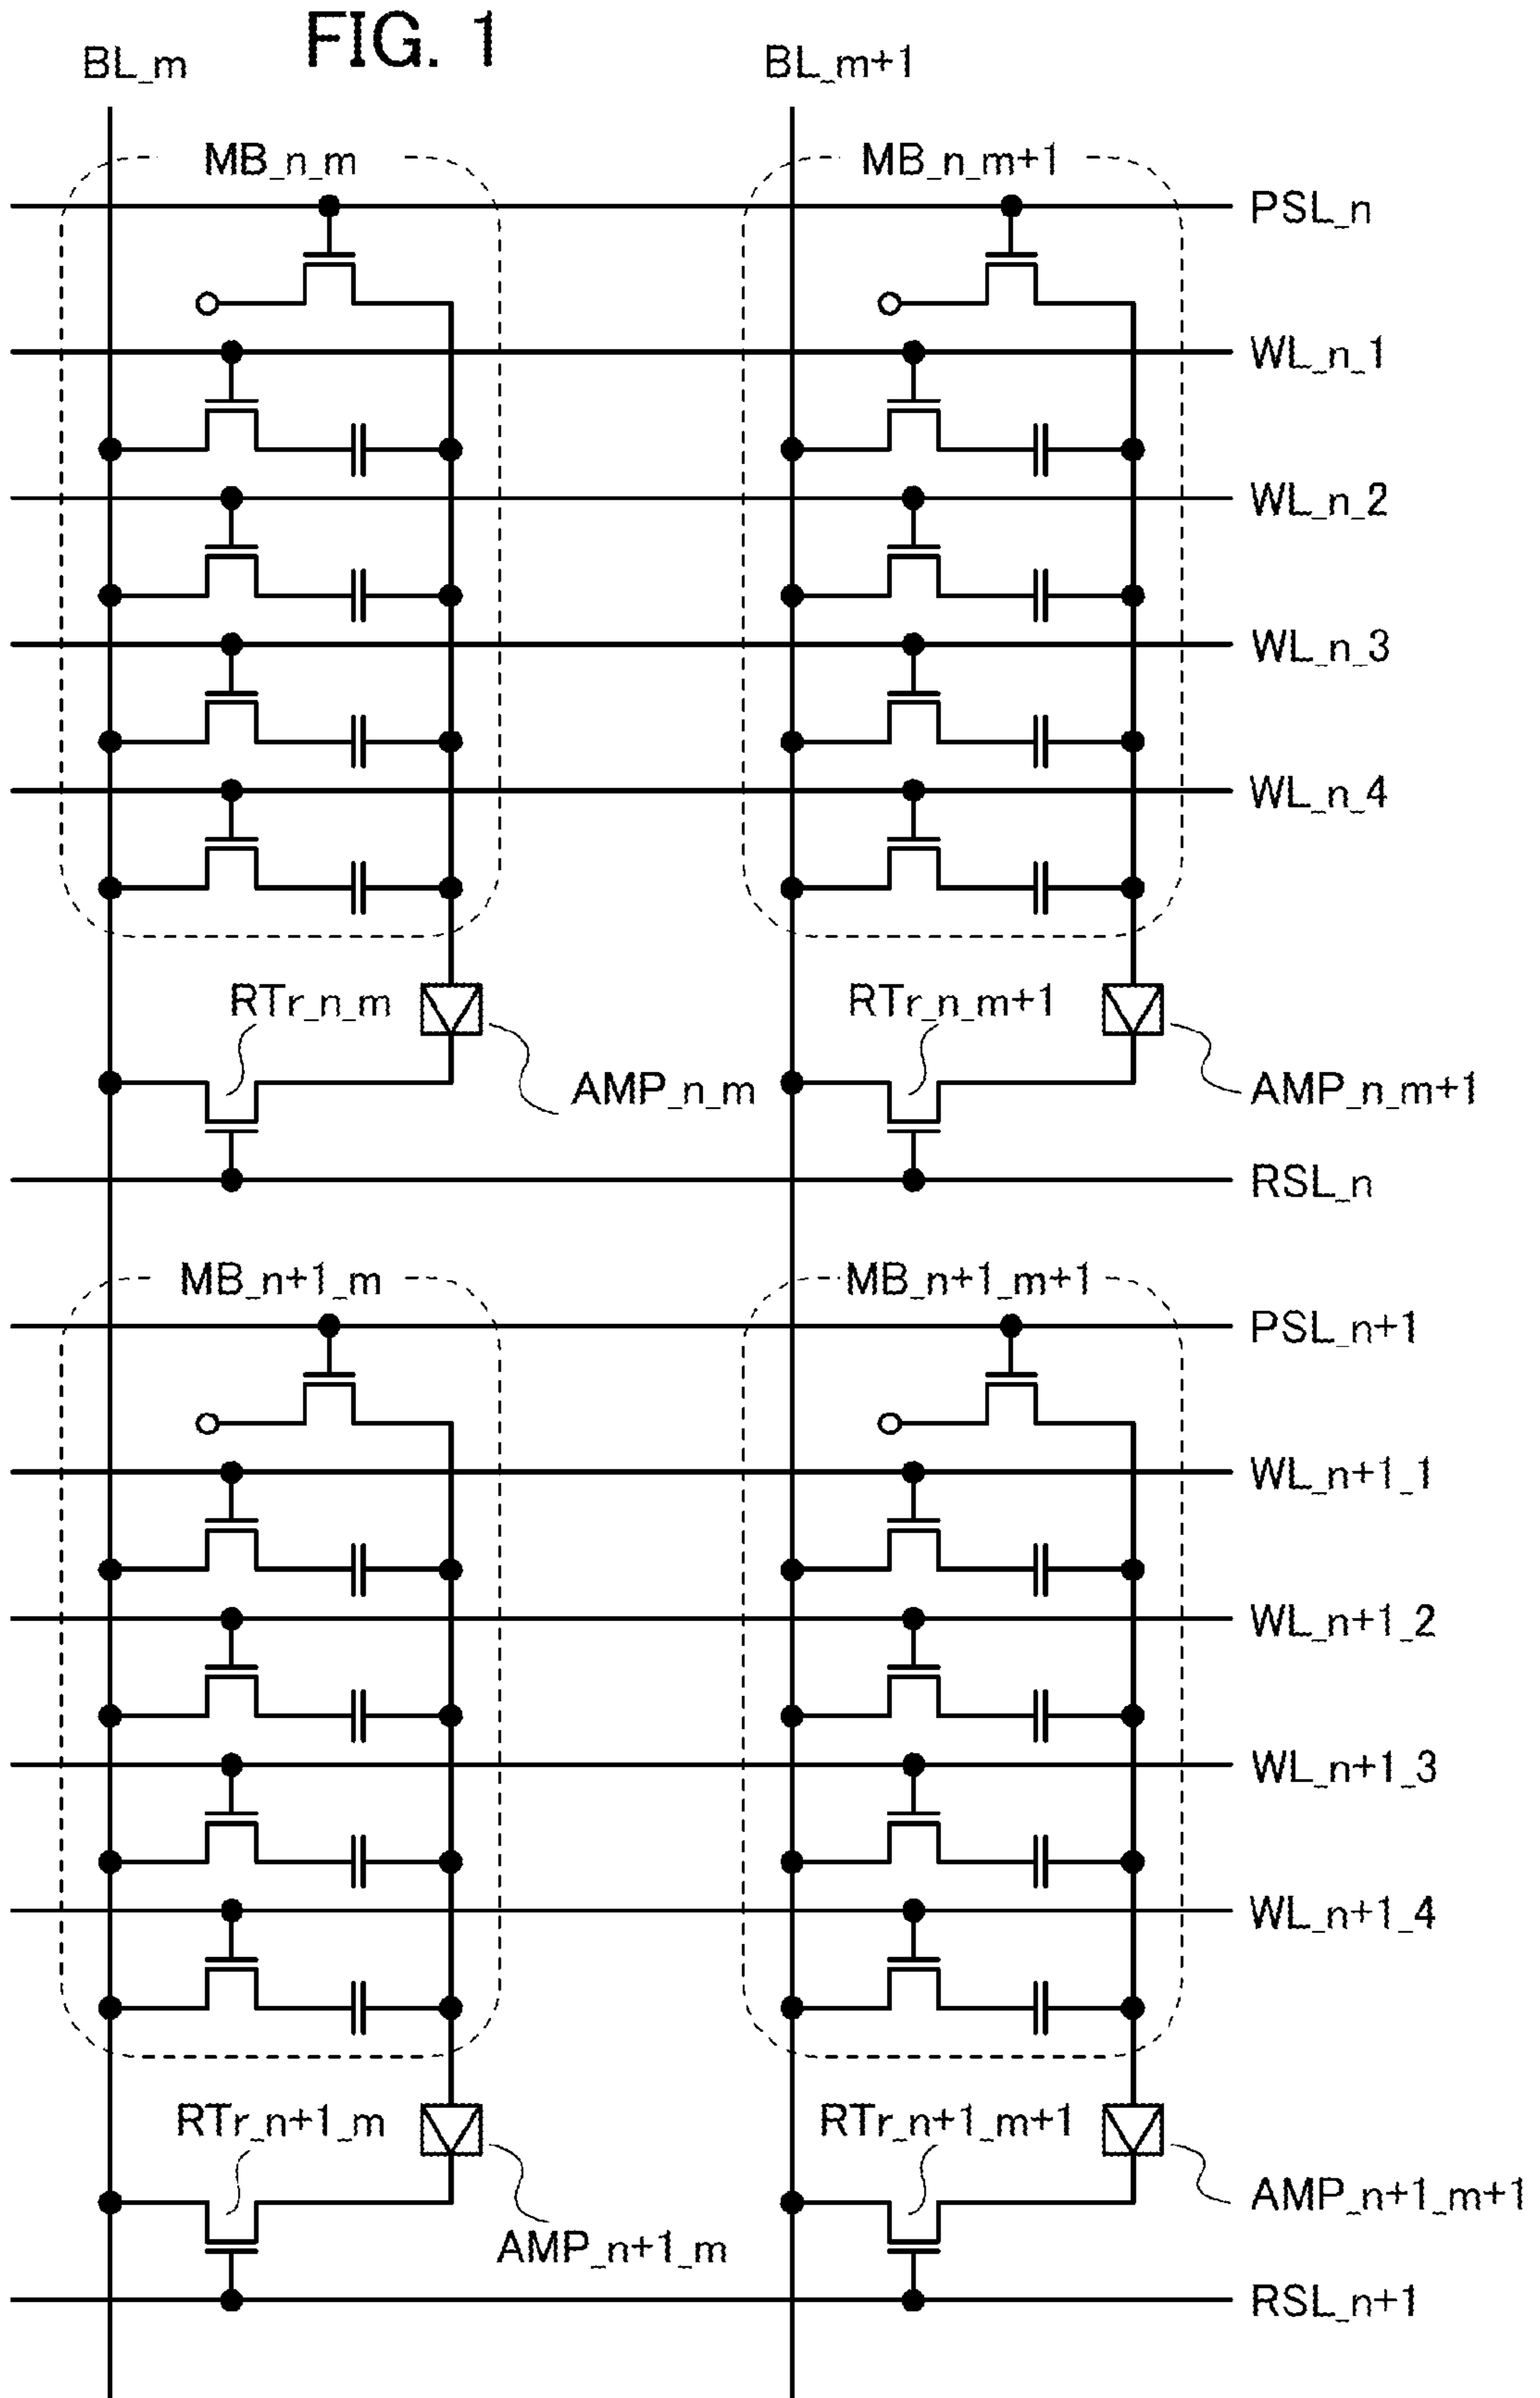 FIG. 1
BL_m
BL_m+1
MB_n_m
MB_n_m+1
PSL_n
WL_n_1
WL_n_2
WL_n_3
WL_n_4
RTr_n_m
RTr_n_m+1
AMP_n_m
AMP_n_m+1
RSL_n
MB_n+1_m
MB_n+1_m+1
PSL_n+1
WL_n+1_1
WL_n+1_2
WL_n+1_3
WL_n+1_4
RTr_n+1_m
RTr_n+1_m+1
AMP_n+1_m+1
AMP_n+1_m
RSL_n+1